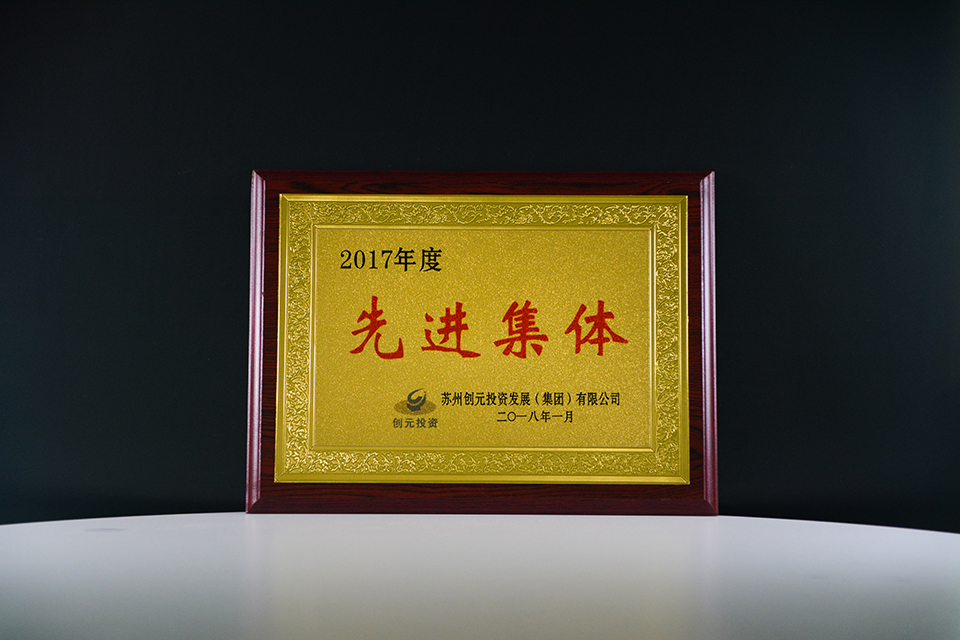 2017年度
先进集体
创元投资
苏州创元投资发展（集团）有限公司
二〇一八年一月